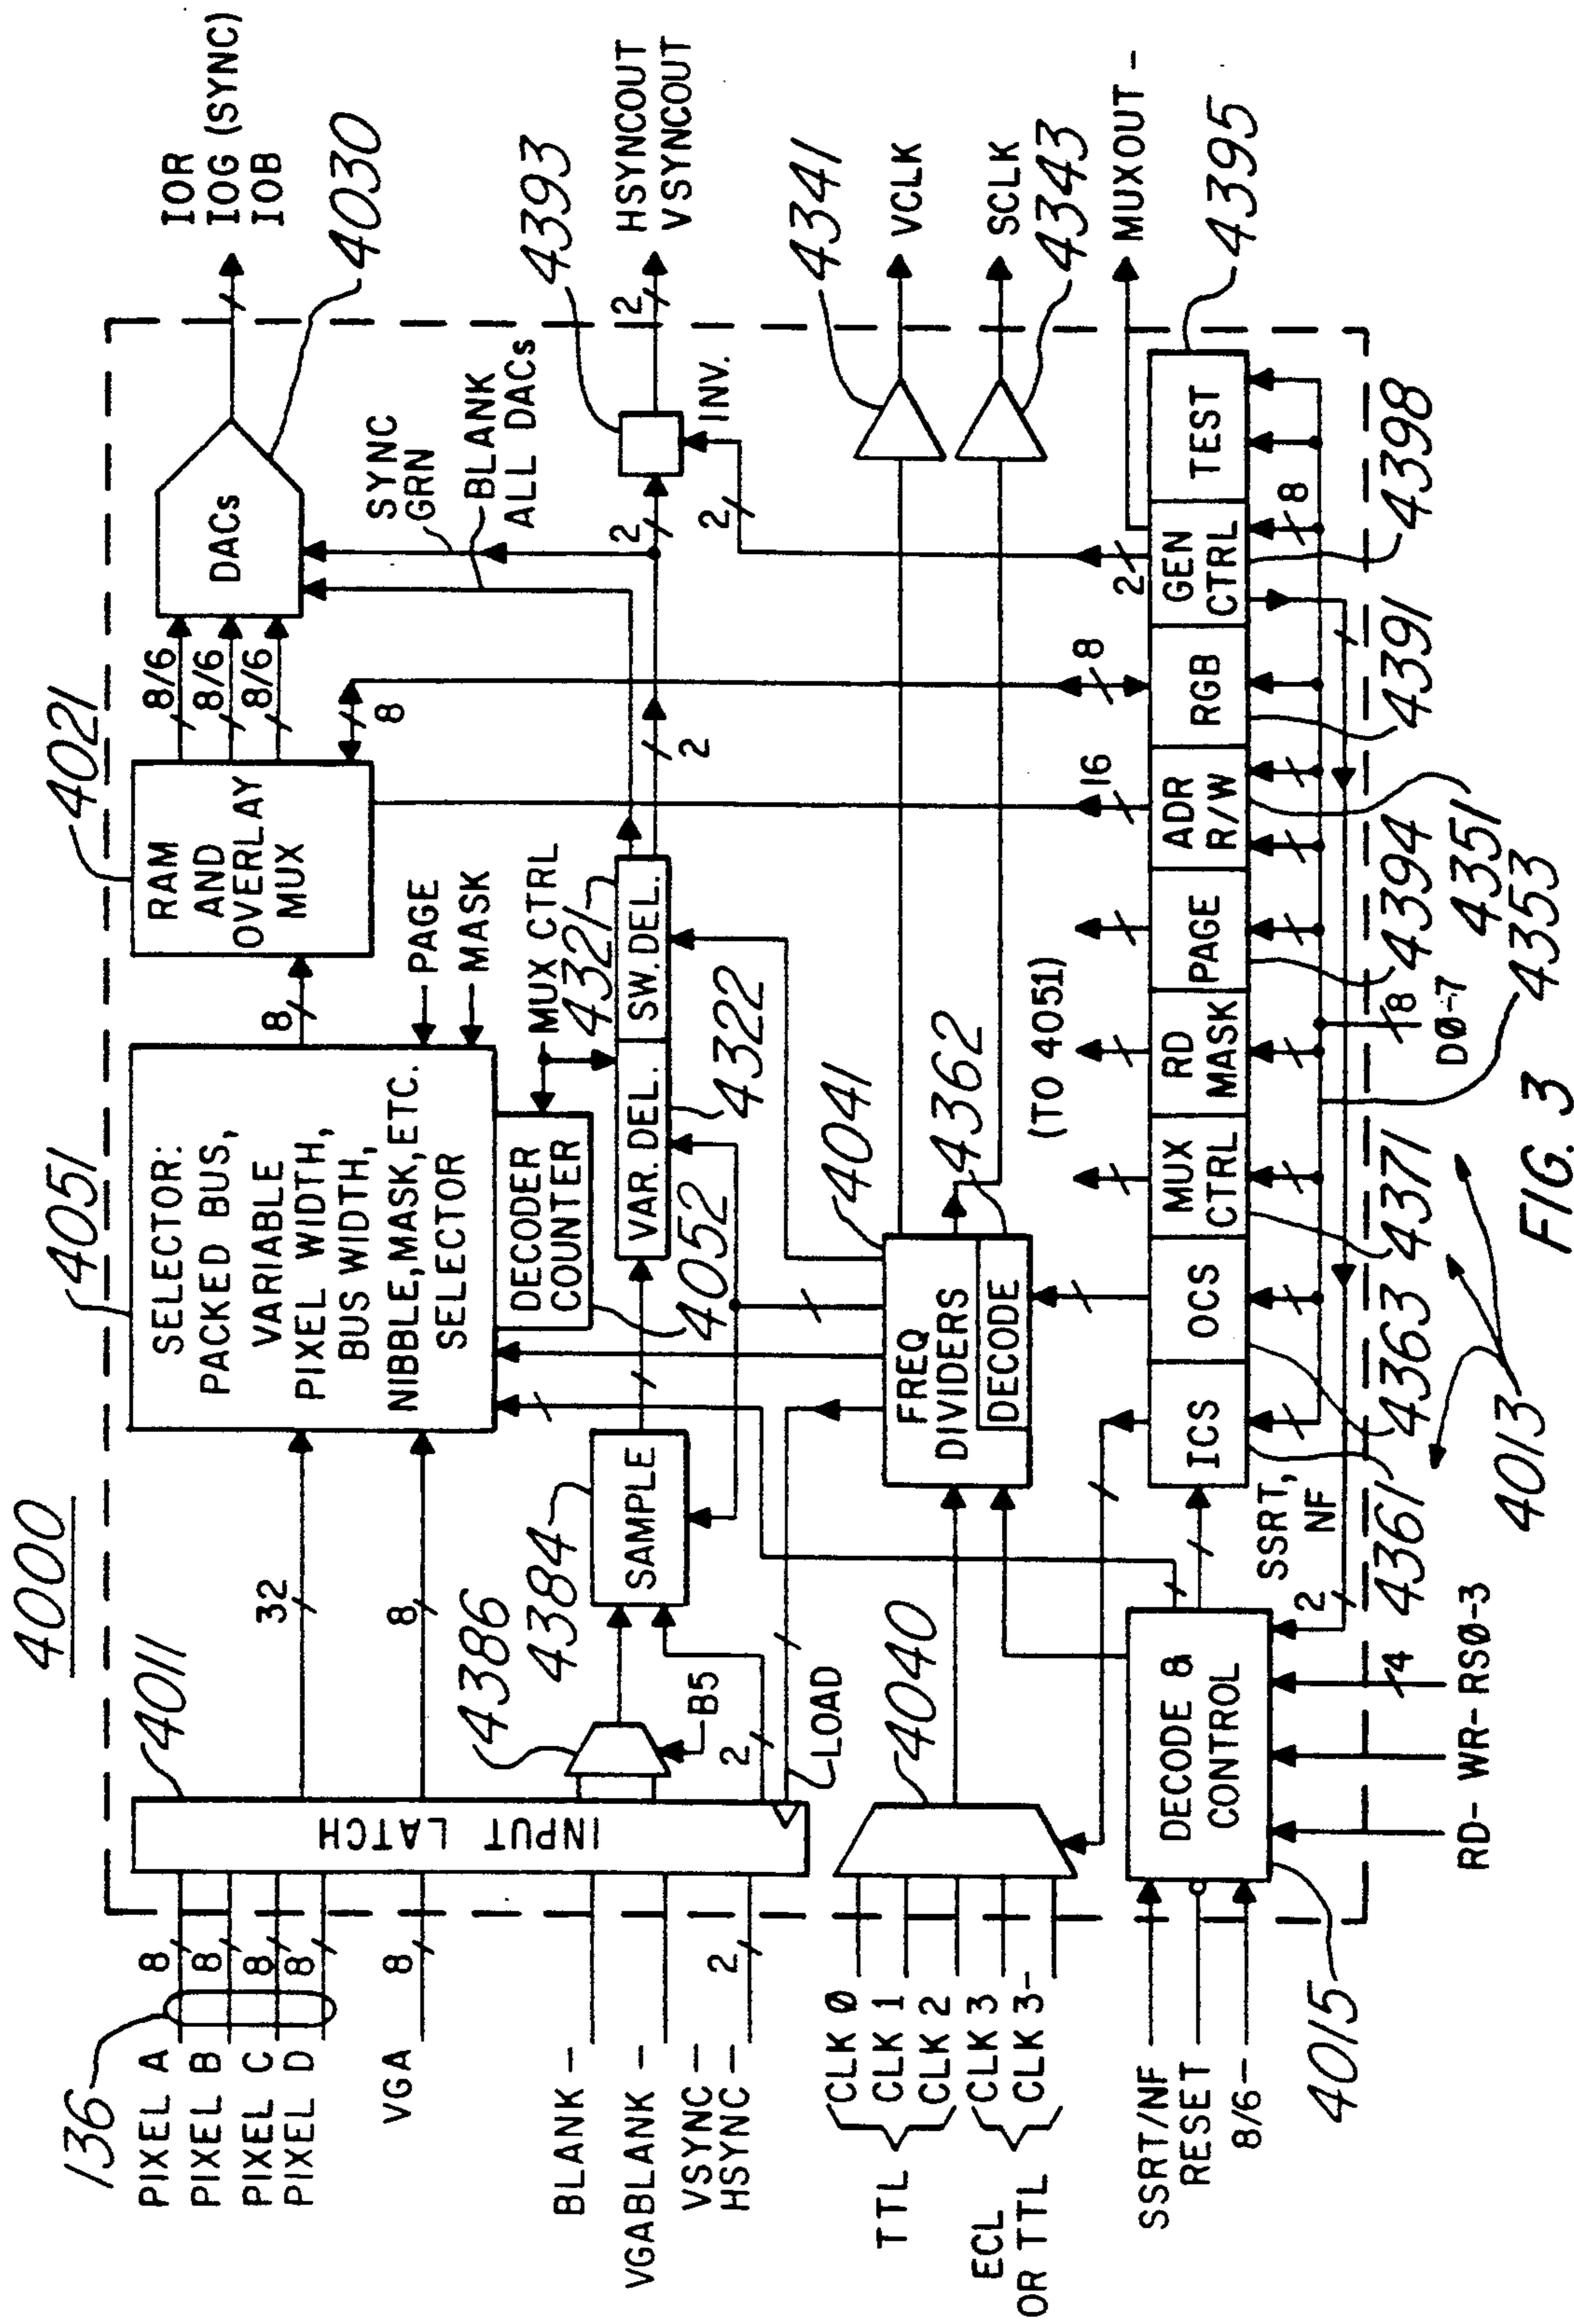 4000
136
PIXEL A
PIXEL B
PIXEL C
PIXEL D
8
8
8
8
VGA
8
BLANK –
VGABLANK –
VSYNC –
HSYNC –
2
4011
INPUT LATCH
32
8
4386
B5
2
LOAD
4384
SAMPLE
4051
SELECTOR:
PACKED BUS,
VARIABLE
PIXEL WIDTH,
BUS WIDTH,
NIBBLE, MASK, ETC.
SELECTOR
DECODER
COUNTER
4052
PAGE
MASK
MUX CTRL
8
4021
RAM
AND
OVERLAY
MUX
8/6
8/6
8/6
8
DACs
4030
IOR
IOG (SYNC)
IOB
SYNC
GRN
BLANK
ALL DACs
VAR. DEL.
SW. DEL.
4321
4322
2
2
4393
INV.
2
2
HSYNCOUT
VSYNCOUT
TTL
CLK 0
CLK 1
CLK 2
ECL
OR TTL
CLK 3
CLK 3-
4040
4041
FREQ
DIVIDERS
DECODE
4362
4341
VCLK
SCLK
4343
MUXOUT –
SSRT/NF
RESET
8/6–
4015
DECODE &
CONTROL
RD-
WR-
RS0-3
4
2
SSRT,
NF
(TO 4051)
16
8
2
ICS
OCS
MUX
CTRL
RD
MASK
PAGE
ADR
R/W
RGB
GEN
CTRL
TEST
8
4395
4361
4363
4371
8
D0-7
4394
4351
4353
4391
4398
4013
FIG. 3